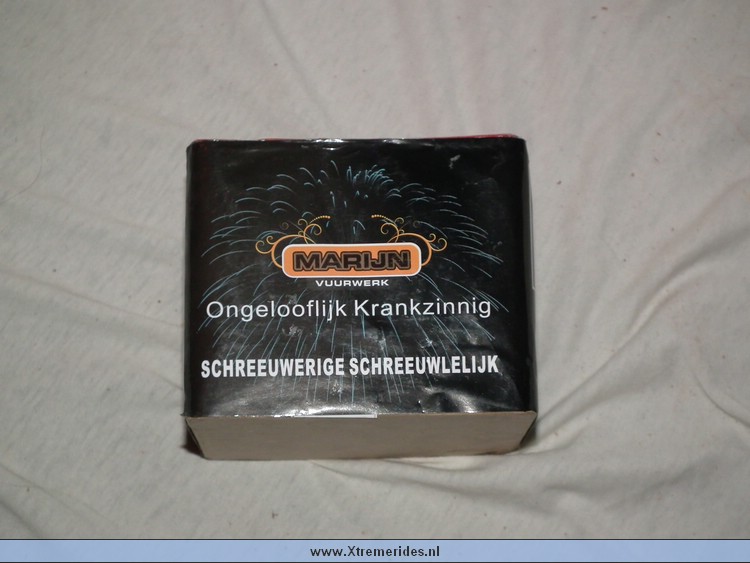 MARIJN
VUURWERK
Ongelooflijk Krankzinnig
SCHREEUWERIGE SCHREEUWLELIJK
www.Xtremerides.nl